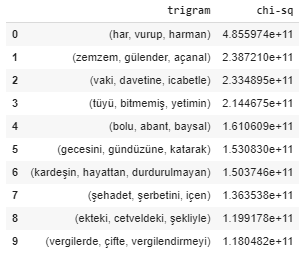 trigram chi-sq
0 (har, vurup, harman) 4.855974e+11
1 (zemzem, gülender, açanal) 2.387210e+11
2 (vaki, davetine, icabetle) 2.334895e+11
3 (tüyü, bitmemiş, yetimin) 2.144675e+11
4 (bolu, abant, baysal) 1.610609e+11
5 (gecesini, gündüzüne, katarak) 1.530830e+11
6 (kardeşin, hayattan, durdurulmayan) 1.503746e+11
7 (şehadet, şerbetini, içen) 1.363538e+11
8 (ekteki, cetveldeki, şekliyle) 1.199178e+11
9 (vergilerde, çifte, vergilendirmeyi) 1.180482e+11